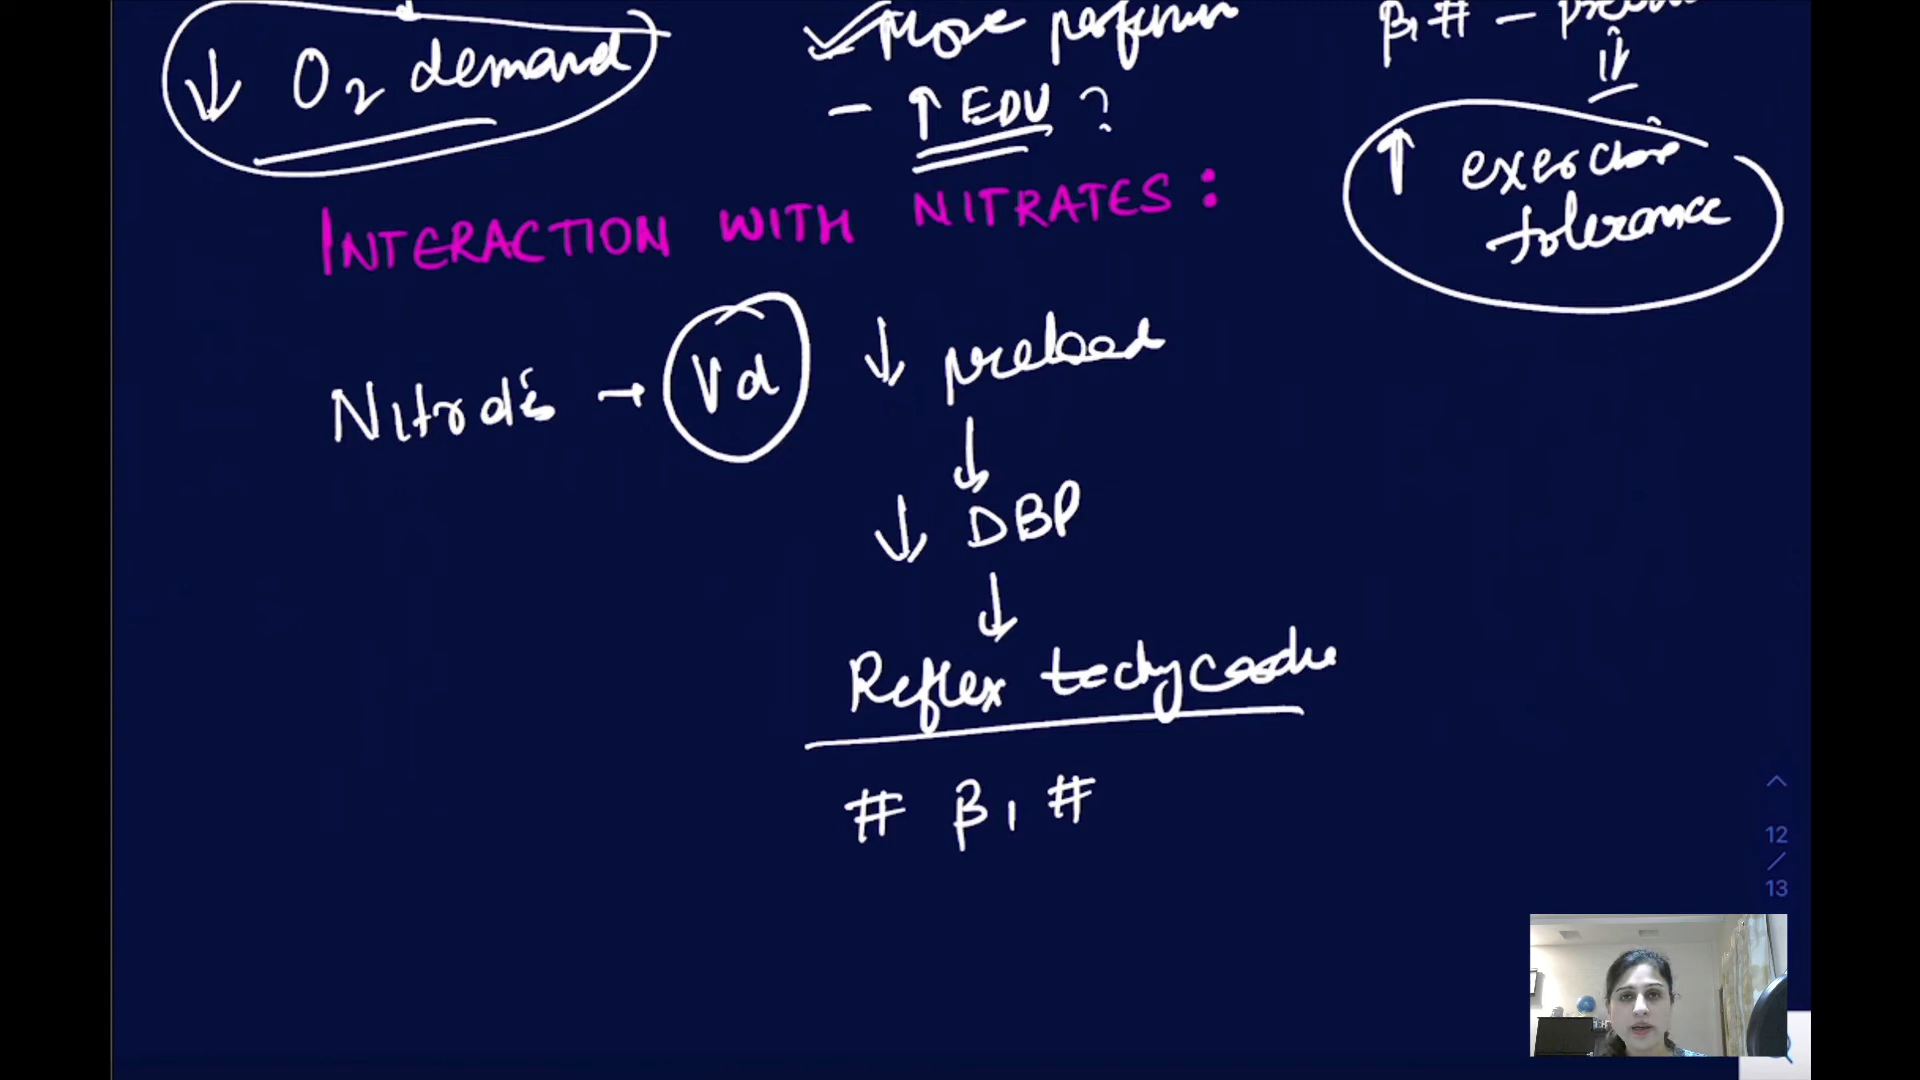 ↓ O2 demand
✓ More perfusion
- ↑ EDV ?
β1 # -
↑ exercise
tolerance
INTERACTION WITH NITRATES:
Nitrates → Vd ↓ preload
↓
↓ DBP
↓
Reflex tachycardia
# β1 #
12
/
13